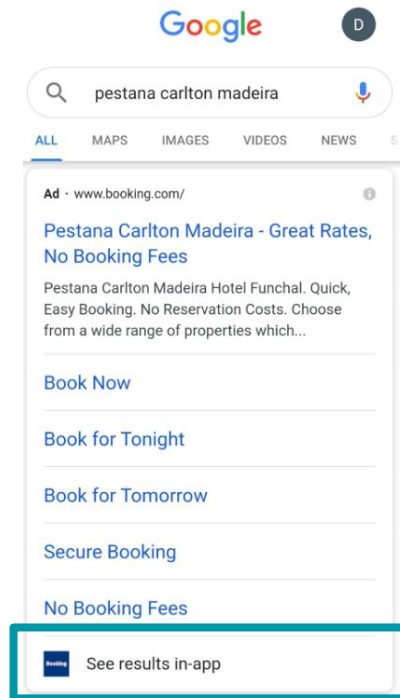 Google
D
pestana carlton madeira
ALL MAPS IMAGES VIDEOS NEWS S
Ad · www.booking.com/
Pestana Carlton Madeira - Great Rates,
No Booking Fees
Pestana Carlton Madeira Hotel Funchal. Quick,
Easy Booking. No Reservation Costs. Choose
from a wide range of properties which...
Book Now
Book for Tonight
Book for Tomorrow
Secure Booking
No Booking Fees
Booking See results in-app